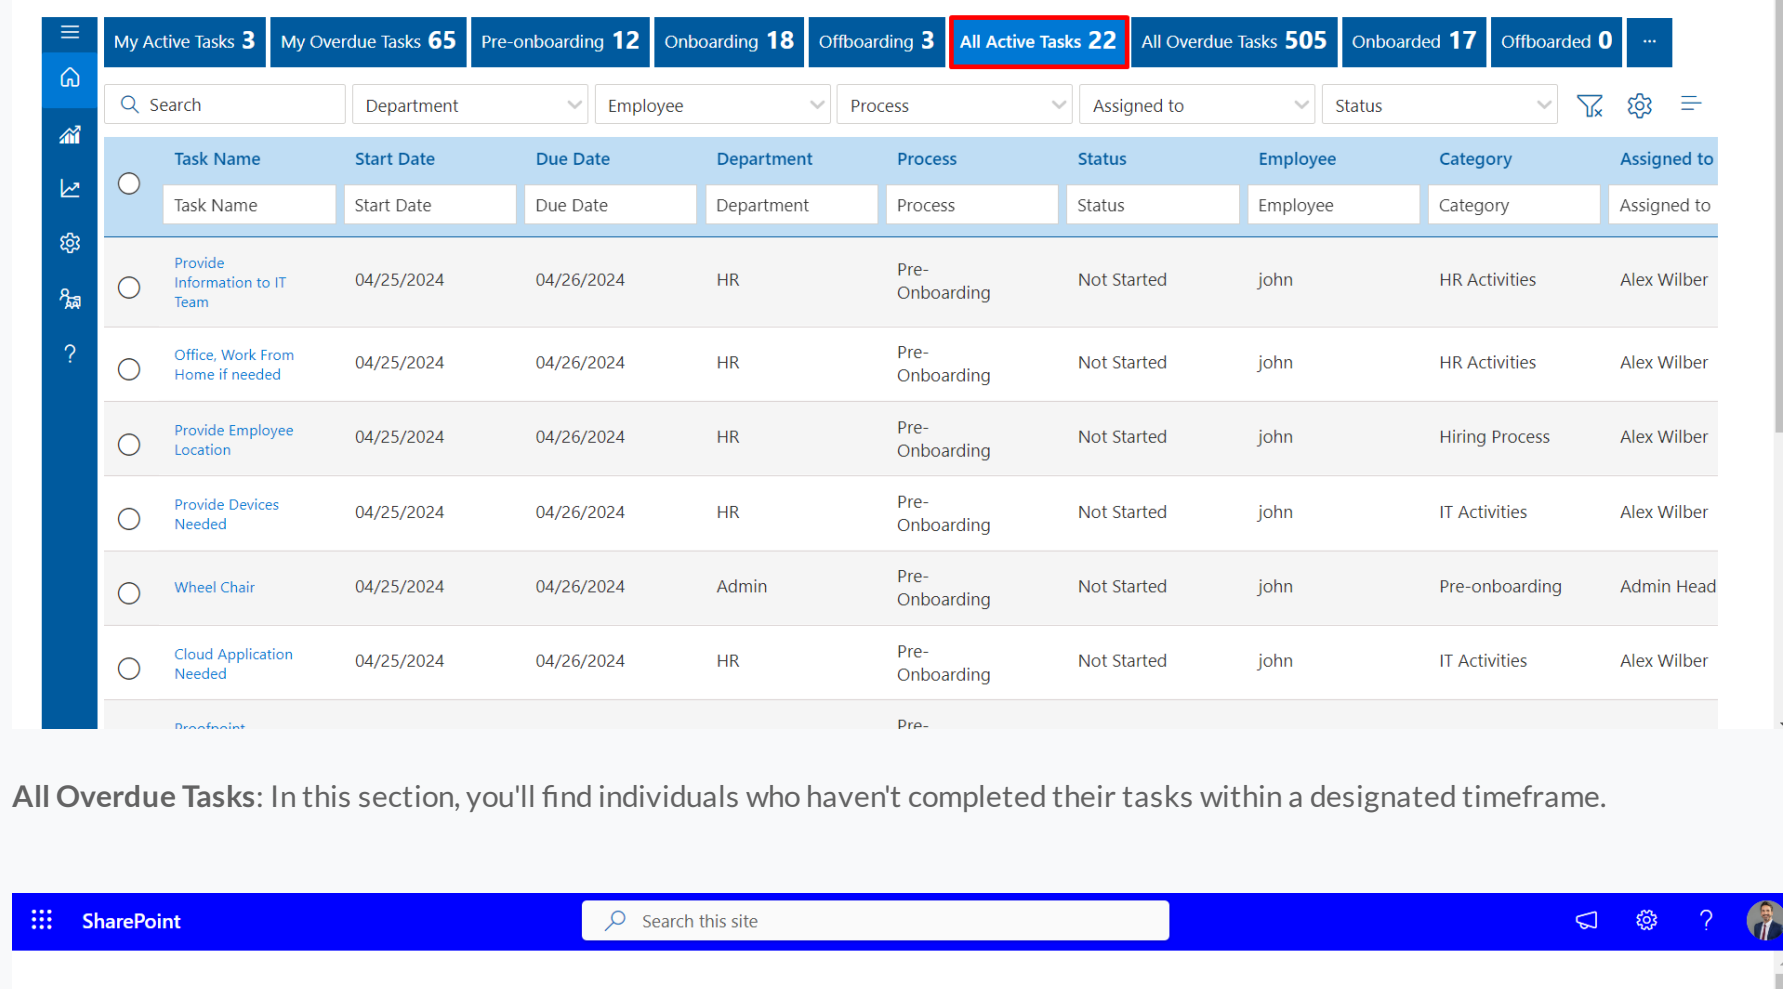 My Active Tasks 3 My Overdue Tasks 65 Pre-onboarding 12 Onboarding 18 Offboarding 3 All Active Tasks 22 All Overdue Tasks 505 Onboarded 17 Offboarded 0 ...
Search Department Employee Process Assigned to Status
Task Name Start Date Due Date Department Process Status Employee Category Assigned to
Task Name Start Date Due Date Department Process Status Employee Category Assigned to
Provide
Information to IT
Team
04/25/2024 04/26/2024 HR
Pre-
Onboarding
Not Started john HR Activities Alex Wilber
Office, Work From
Home if needed
04/25/2024 04/26/2024 HR
Pre-
Onboarding
Not Started john HR Activities Alex Wilber
Provide Employee
Location
04/25/2024 04/26/2024 HR
Pre-
Onboarding
Not Started john Hiring Process Alex Wilber
Provide Devices
Needed
04/25/2024 04/26/2024 HR
Pre-
Onboarding
Not Started john IT Activities Alex Wilber
Wheel Chair
04/25/2024 04/26/2024 Admin
Pre-
Onboarding
Not Started john Pre-onboarding Admin Head
Cloud Application
Needed
04/25/2024 04/26/2024 HR
Pre-
Onboarding
Not Started john IT Activities Alex Wilber
Proofpoint
Pre-
All Overdue Tasks: In this section, you'll find individuals who haven't completed their tasks within a designated timeframe.
SharePoint Search this site